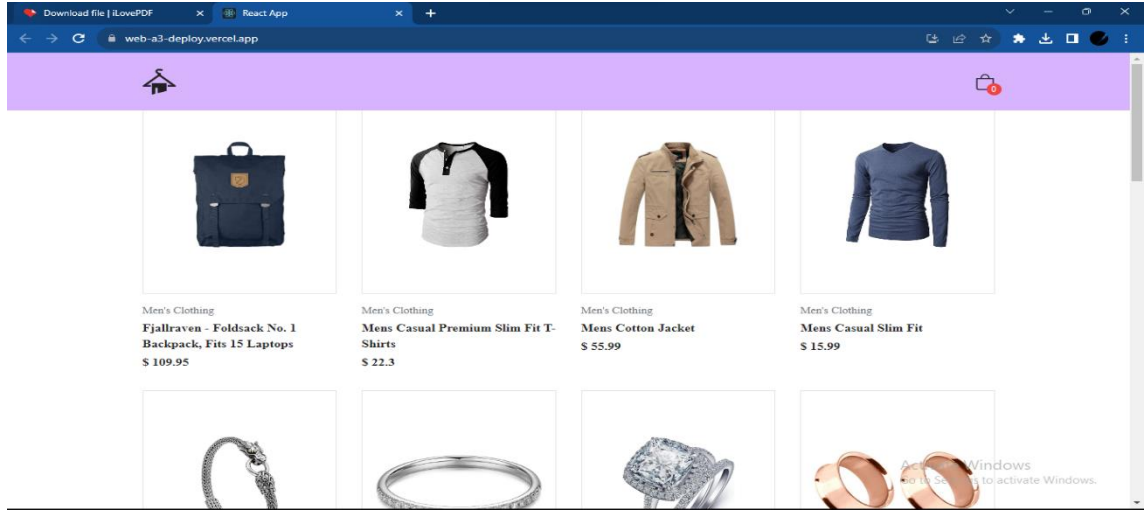 Download file | iLovePDF
React App
web-a3-deploy.vercel.app
0
Men's Clothing
Fjallraven - Foldsack No. 1
Backpack, Fits 15 Laptops
$ 109.95
Men's Clothing
Mens Casual Premium Slim Fit T-
Shirts
$ 22.3
Men's Clothing
Mens Cotton Jacket
$ 55.99
Men's Clothing
Mens Casual Slim Fit
$ 15.99
Windows
Go to to activate Windows.